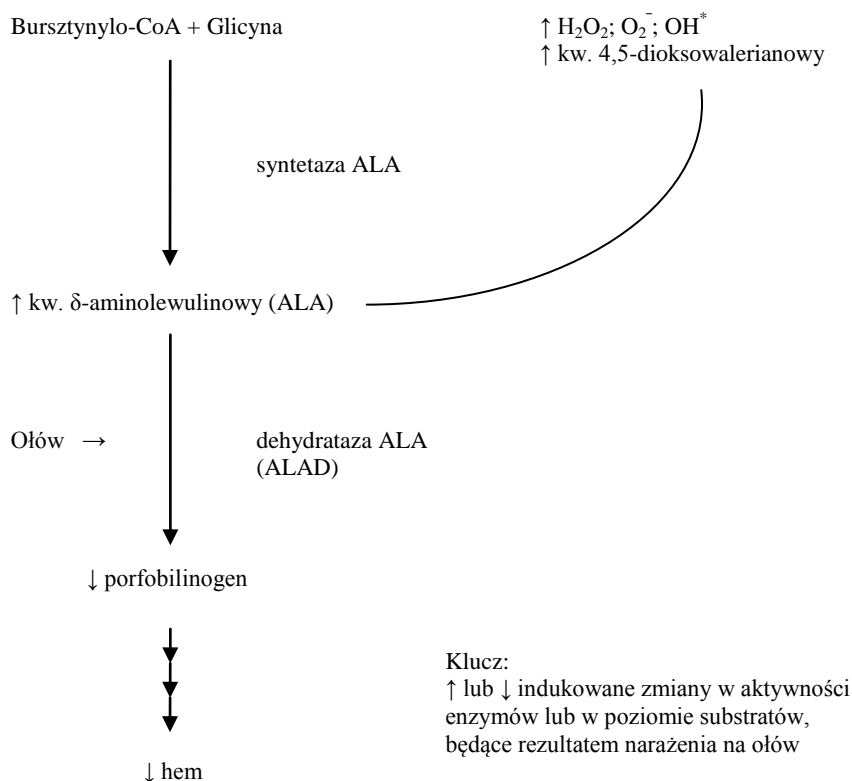 Bursztynylo-CoA + Glicyna
↑ H₂O₂; O₂⁻; OH*
↑ kw. 4,5-dioksowalerianowy
syntetaza ALA
↑ kw. δ-aminolewulinowy (ALA)
Ołów →
dehydrataza ALA
(ALAD)
↓ porfobilinogen
Klucz:
↑ lub ↓ indukowane zmiany w aktywności
enzymów lub w poziomie substratów,
będące rezultatem narażenia na ołów
↓ hem